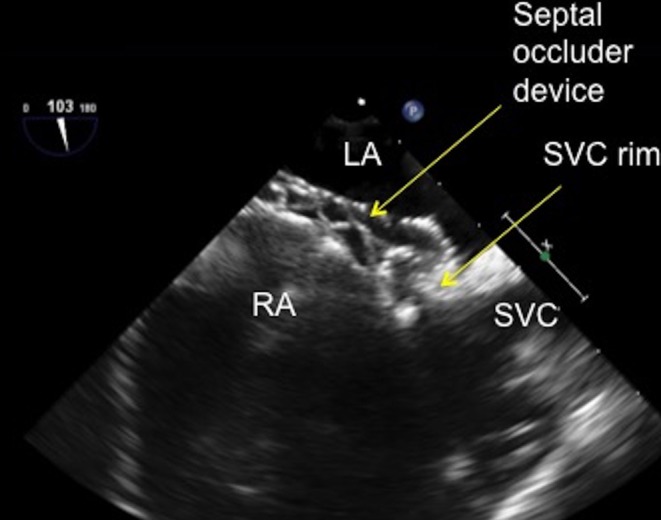 Septal
occluder
device
0 103 180
P
LA
SVC rim
RA
SVC